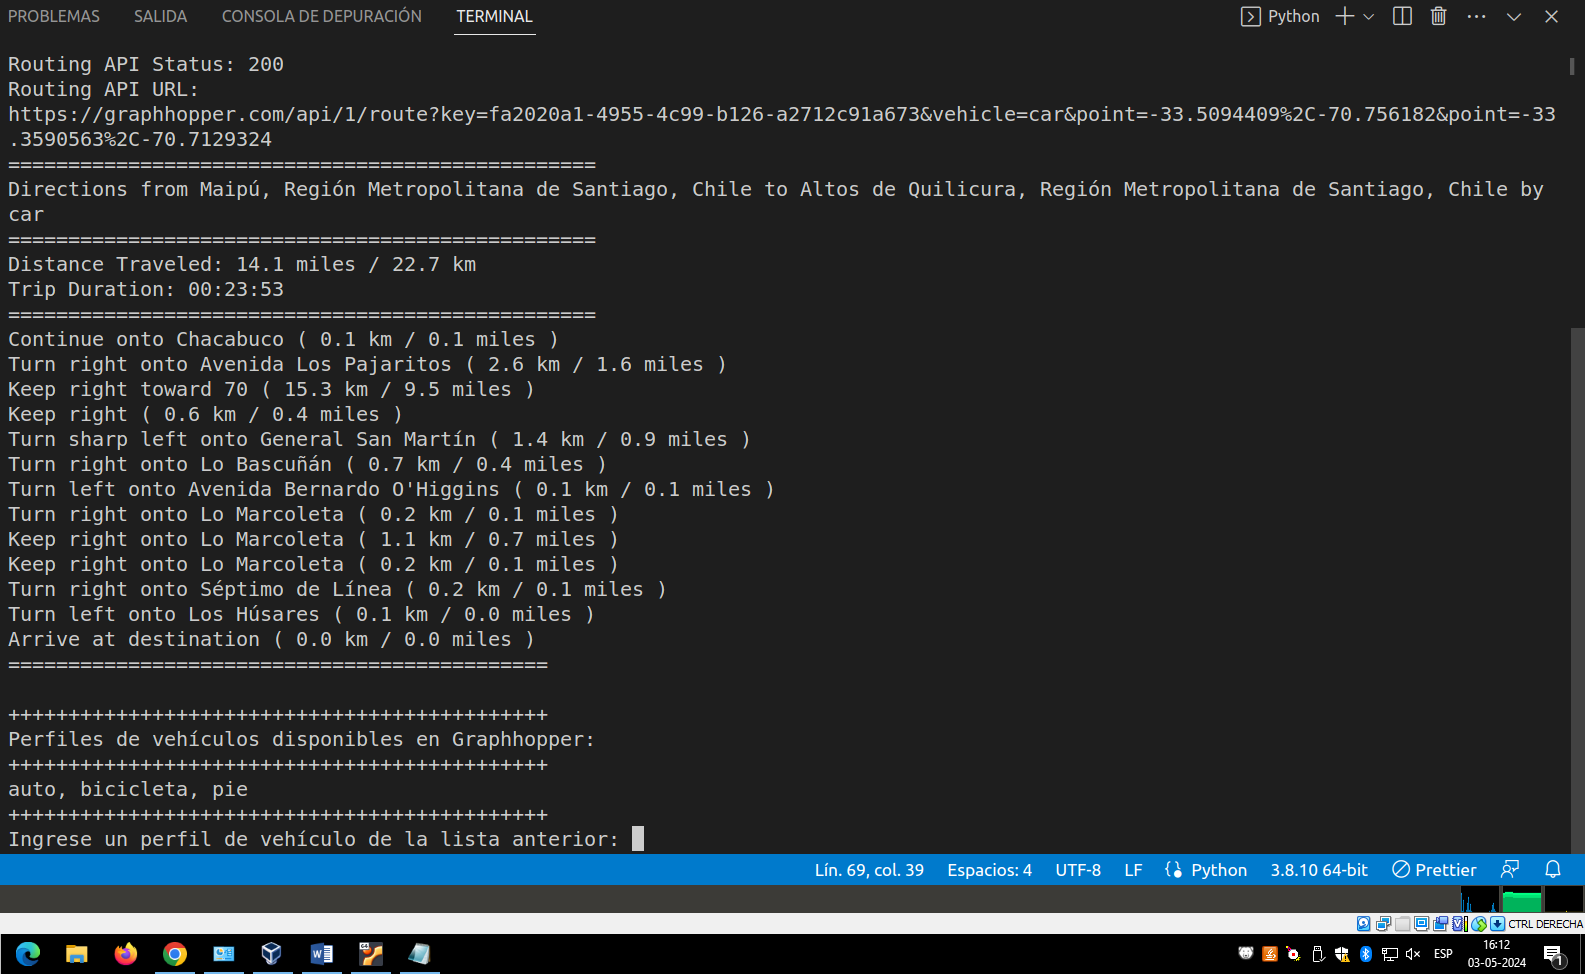 PROBLEMAS SALIDA CONSOLA DE DEPURACIÓN TERMINAL Python
Routing API Status: 200
Routing API URL:
https://graphhopper.com/api/1/route?key=fa2020a1-4955-4c99-b126-a2712c91a673&vehicle=car&point=-33.5094409%2C-70.756182&point=-33
.3590563%2C-70.7129324
=================================================
Directions from Maipú, Región Metropolitana de Santiago, Chile to Altos de Quilicura, Región Metropolitana de Santiago, Chile by
car
=================================================
Distance Traveled: 14.1 miles / 22.7 km
Trip Duration: 00:23:53
=================================================
Continue onto Chacabuco ( 0.1 km / 0.1 miles )
Turn right onto Avenida Los Pajaritos ( 2.6 km / 1.6 miles )
Keep right toward 70 ( 15.3 km / 9.5 miles )
Keep right ( 0.6 km / 0.4 miles )
Turn sharp left onto General San Martín ( 1.4 km / 0.9 miles )
Turn right onto Lo Bascuñán ( 0.7 km / 0.4 miles )
Turn left onto Avenida Bernardo O'Higgins ( 0.1 km / 0.1 miles )
Turn right onto Lo Marcoleta ( 0.2 km / 0.1 miles )
Keep right onto Lo Marcoleta ( 1.1 km / 0.7 miles )
Keep right onto Lo Marcoleta ( 0.2 km / 0.1 miles )
Turn right onto Séptimo de Línea ( 0.2 km / 0.1 miles )
Turn left onto Los Húsares ( 0.1 km / 0.0 miles )
Arrive at destination ( 0.0 km / 0.0 miles )
=============================================
+++++++++++++++++++++++++++++++++++++++++++++
Perfiles de vehículos disponibles en Graphhopper:
+++++++++++++++++++++++++++++++++++++++++++++
auto, bicicleta, pie
+++++++++++++++++++++++++++++++++++++++++++++
Ingrese un perfil de vehículo de la lista anterior:
Lín. 69, col. 39 Espacios: 4 UTF-8 LF Python 3.8.10 64-bit Prettier
CTRL DERECHA
ESP 16:12
03-05-2024 1